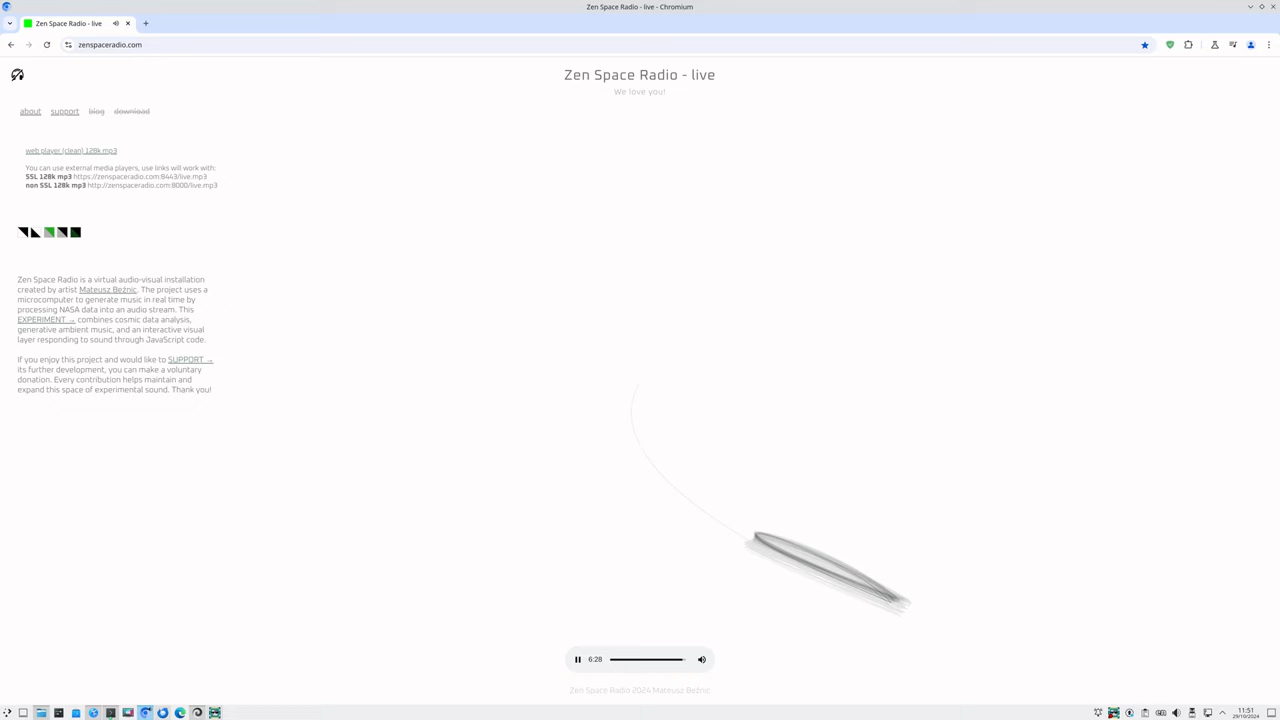 Zen Space Radio - live - Chromium
Zen Space Radio - live
zenspaceradio.com
Zen Space Radio - live
We love you!
about support blog download
web player (clean) 128k mp3
You can use external media players, use links will work with:
SSL 128k mp3 https://zenspaceradio.com:8443/live.mp3
non SSL 128k mp3 http://zenspaceradio.com:8000/live.mp3
Zen Space Radio is a virtual audio-visual installation
created by artist Mateusz Beźnic. The project uses a
microcomputer to generate music in real time by
processing NASA data into an audio stream. This
EXPERIMENT → combines cosmic data analysis,
generative ambient music, and an interactive visual
layer responding to sound through JavaScript code.
If you enjoy this project and would like to SUPPORT →
its further development, you can make a voluntary
donation. Every contribution helps maintain and
expand this space of experimental sound. Thank you!
6:28
Zen Space Radio 2024 Mateusz Beźnic
11:51
29/10/2024